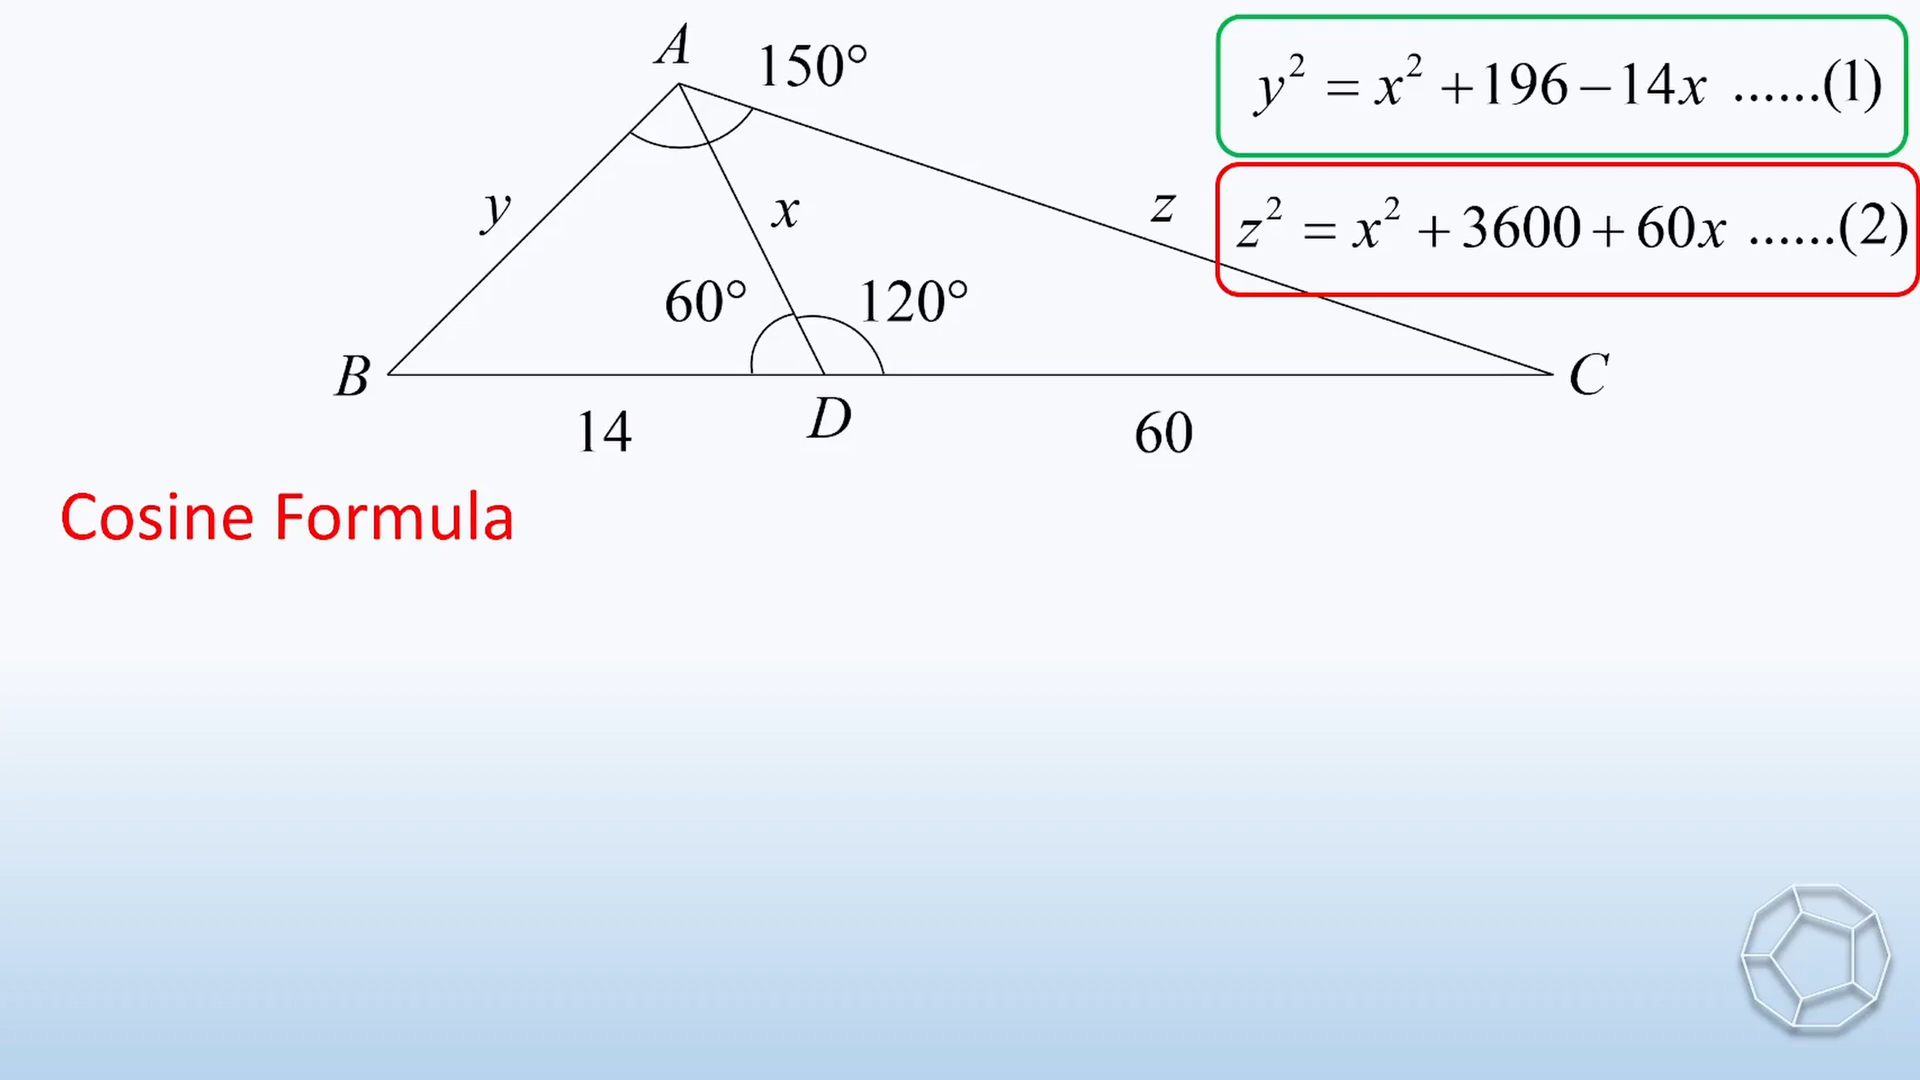 A 150°
y² = x² + 196 − 14x ......(1)
y x z
z² = x² + 3600 + 60x ......(2)
60° 120°
B D C
14 60
Cosine Formula